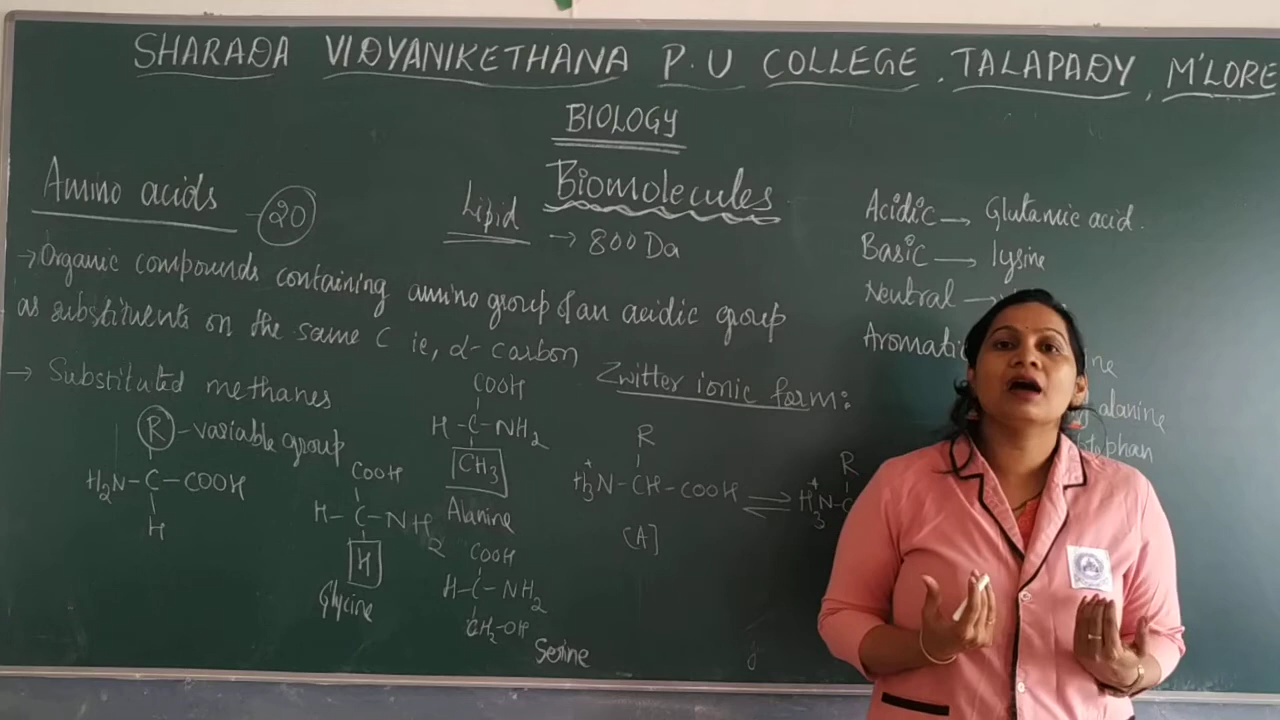 SHARADA VIDYANIKETHANA P.U COLLEGE, TALAPADY, M'LORE
BIOLOGY
Biomolecules
Amino acids - 20
Lipid → 800 Da
→ Organic compounds containing amino group & an acidic group
as substituents on the same C ie, α-carbon
→ Substituted methanes
R - variable group
H2N - C - COOH
H
COOH
H - C - NH2
H
Glycine
COOH
H - C - NH2
CH3
Alanine
COOH
H - C - NH2
CH2-OH
Serine
Zwitter ionic form:
R
H3N+ - CH - COOH ⇌
[A]
R
H3N+ - C
Acidic → Glutamic acid.
Basic → lysine
Neutral →
Aromatic
ine
alanine
tophan